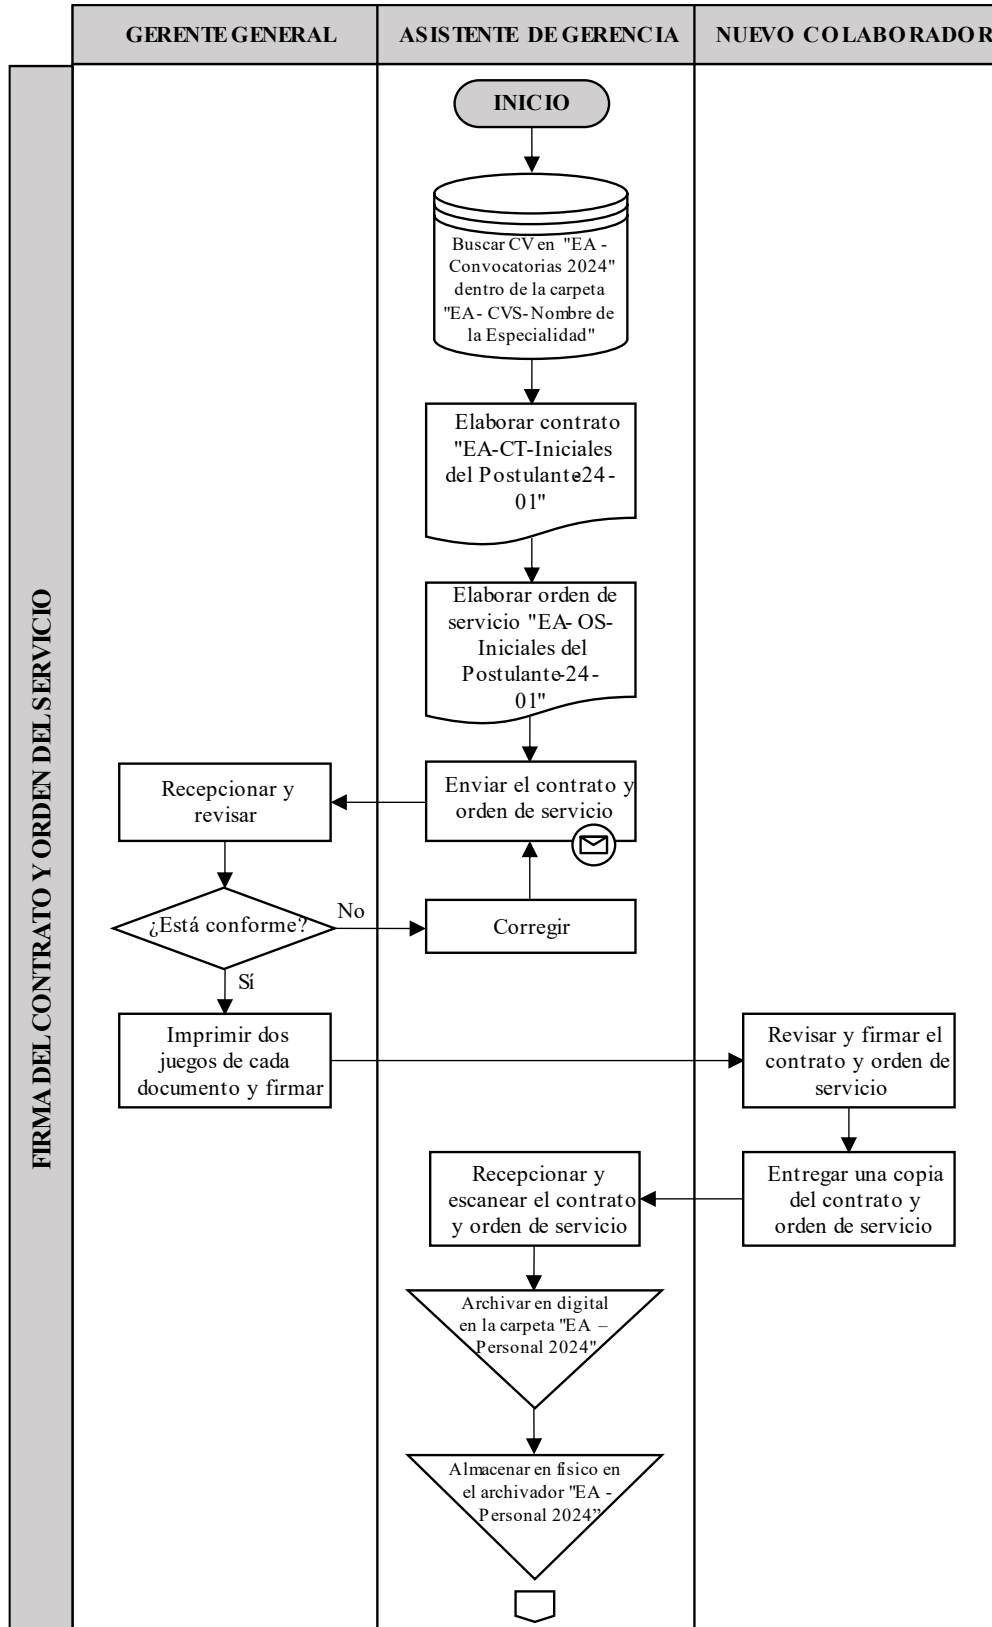 GERENTE GENERAL
ASISTENTE DE GERENCIA
NUEVO COLABORADOR
FIRMA DEL CONTRATO Y ORDEN DEL SERVICIO
INICIO
Buscar CV en "EA -
Convocatorias 2024"
dentro de la carpeta
"EA- CVS-Nombre de
la Especialidad"
Elaborar contrato
"EA-CT-Iniciales
del Postulante-24-
01"
Elaborar orden de
servicio "EA- OS-
Iniciales del
Postulante-24-
01"
Recepcionar y
revisar
Enviar el contrato y
orden de servicio
¿Está conforme?
No
Corregir
Sí
Imprimir dos
juegos de cada
documento y firmar
Revisar y firmar el
contrato y orden de
servicio
Entregar una copia
del contrato y
orden de servicio
Recepcionar y
escanear el contrato
y orden de servicio
Archivar en digital
en la carpeta "EA –
Personal 2024"
Almacenar en físico en
el archivador "EA -
Personal 2024”